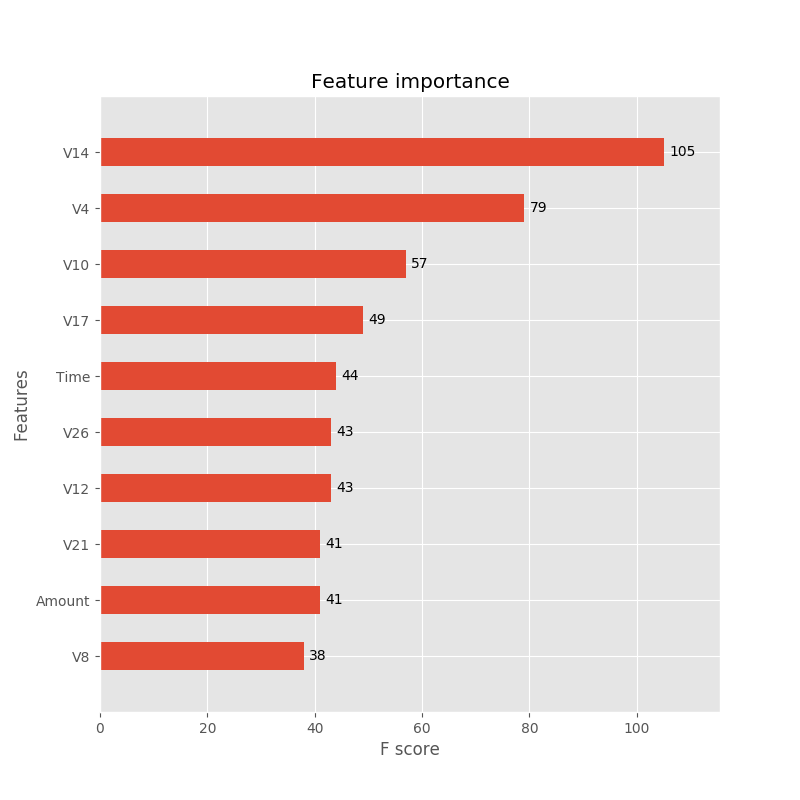 Feature importance
V14 105
V4 79
V10 57
V17 49
Time 44
V26 43
V12 43
V21 41
Amount 41
V8 38
Features
0 20 40 60 80 100
F score